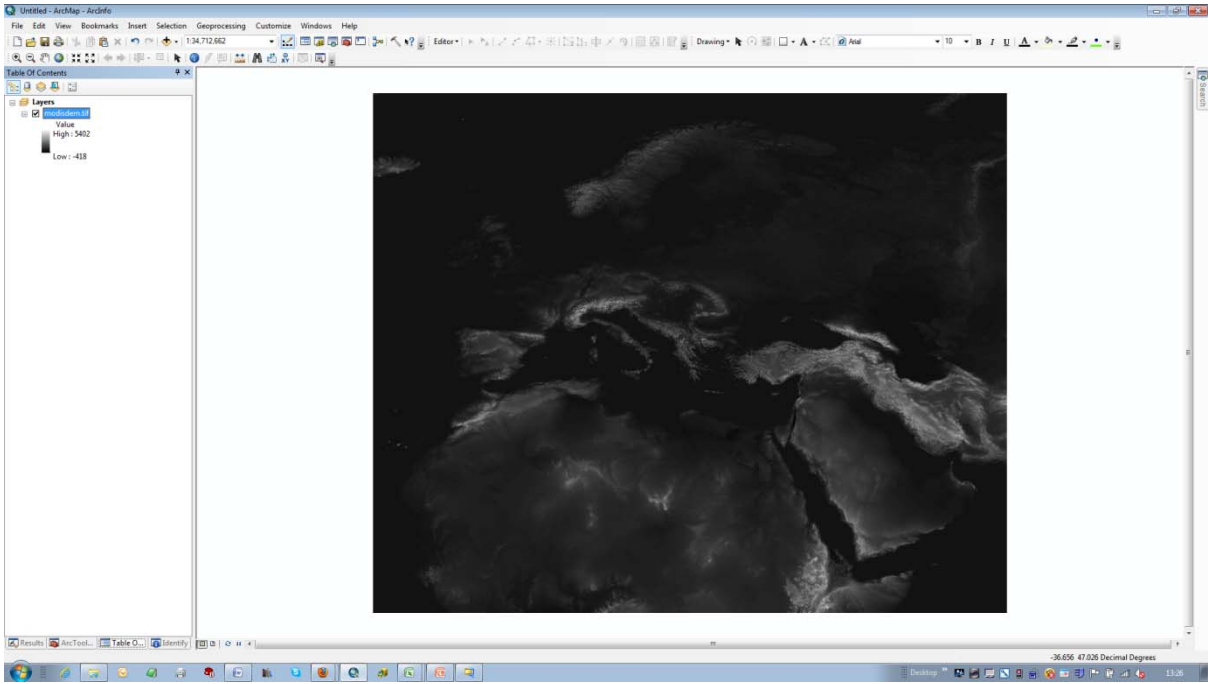 Untitled - ArcMap - ArcInfo
File Edit View Bookmarks Insert Selection Geoprocessing Customize Windows Help
1:34,712,662 Editor Drawing A Arial 10 B I U A
Table Of Contents
Search
Layers
modisdem.tif
Value
High : 5402
Low : -418
Results ArcTool... Table O... Identify
-36.656 47.026 Decimal Degrees
Desktop 13:26